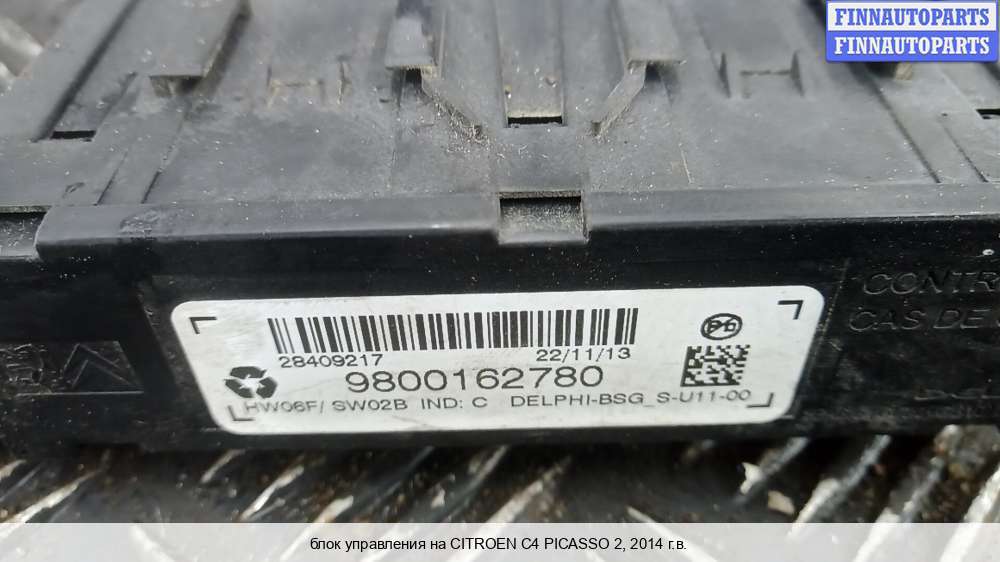 FINNAUTOPARTS
FINNAUTOPARTS
CONTR
CAS DE
28409217
22/11/13
9800162780
HW06F/ SW02B IND: C DELPHI-BSG_S-U11-00
блок управления на CITROEN C4 PICASSO 2, 2014 г.в.